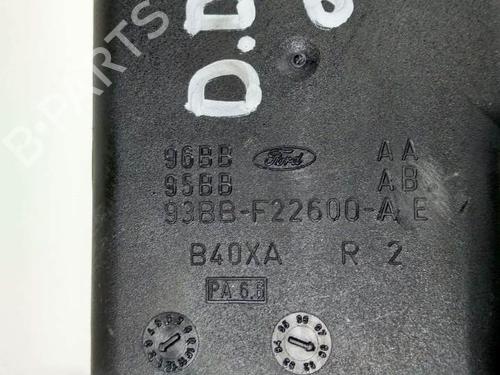 D.D
B-PARTS
96BB Ford AA
95BB AB
93BB-F22600-A E
B40XA R 2
PA 6.6